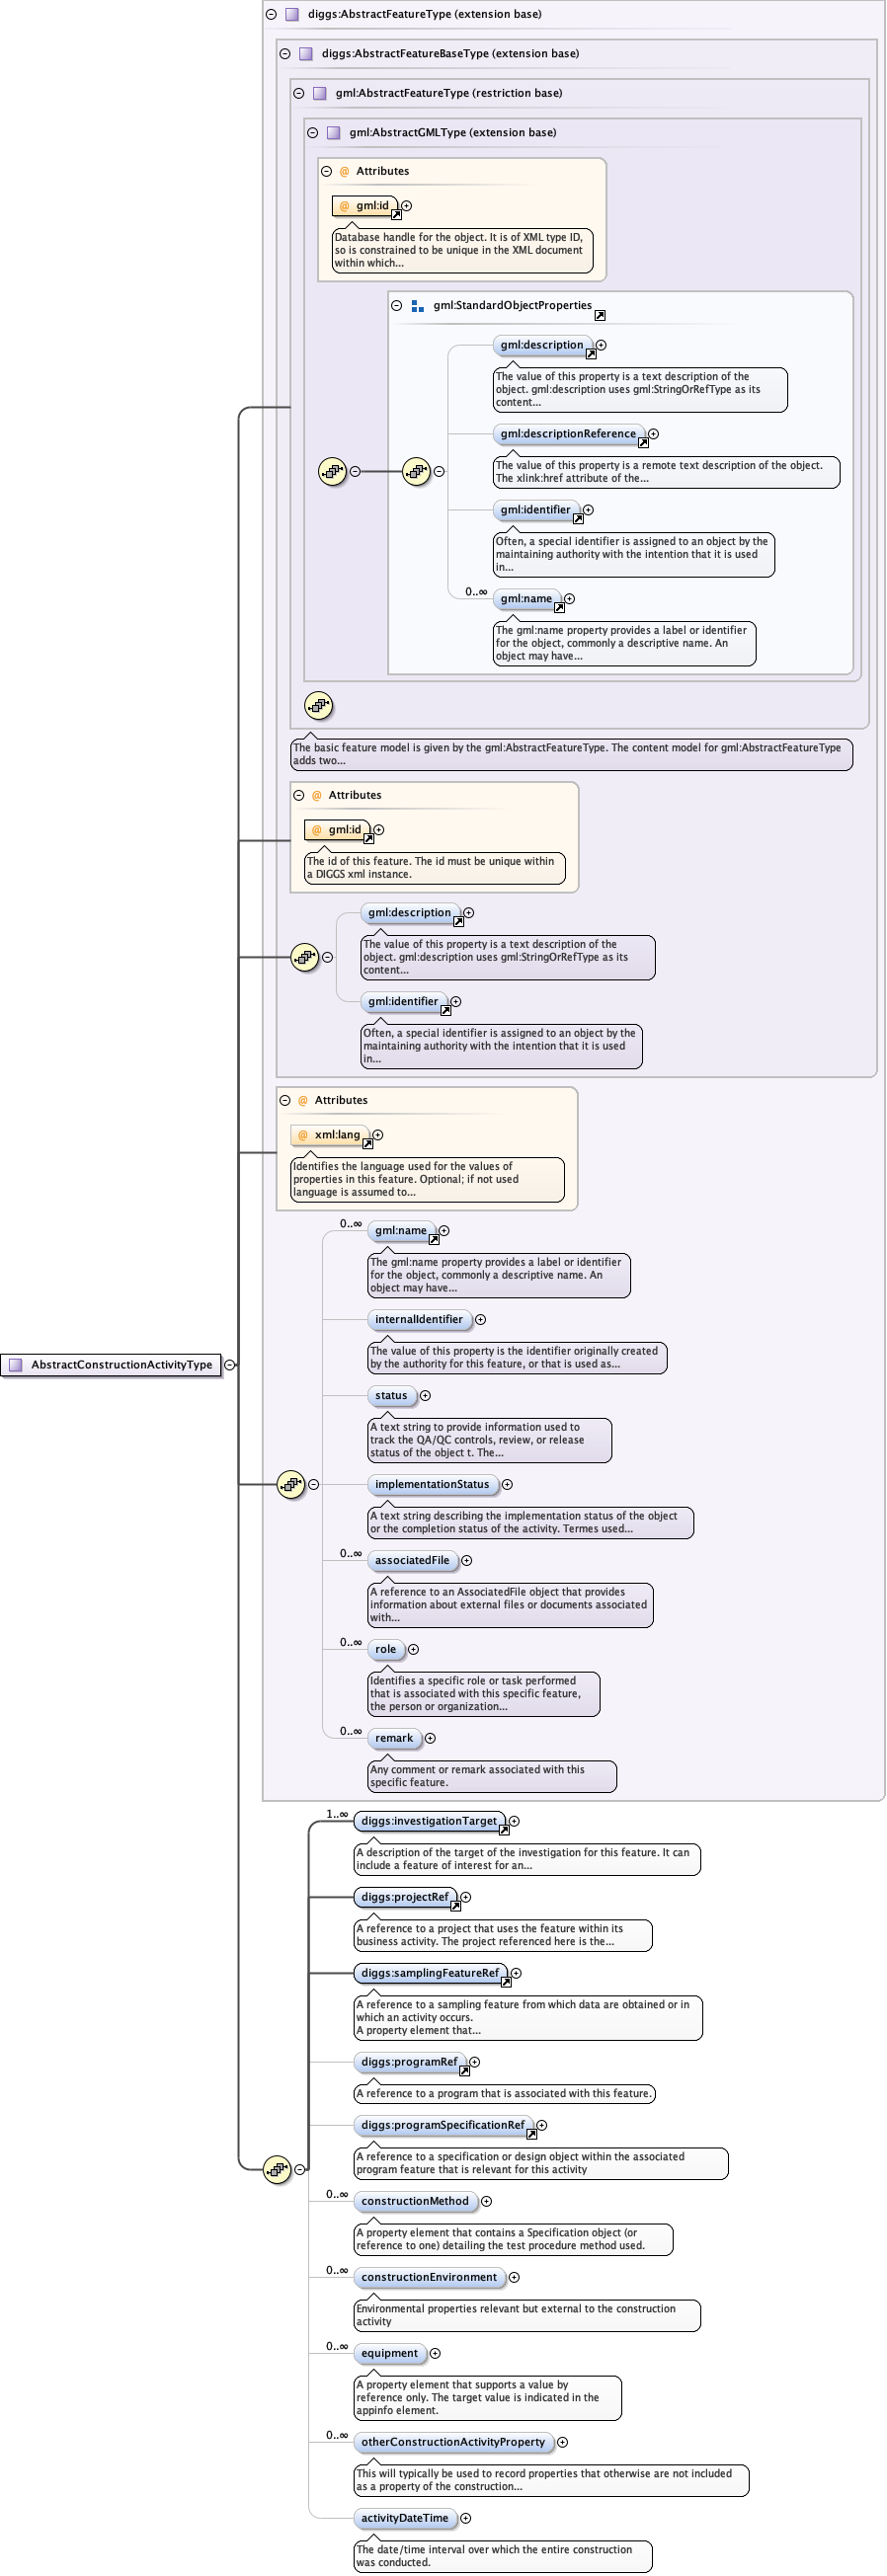 diggs:AbstractFeatureType (extension base)
diggs:AbstractFeatureBaseType (extension base)
gml:AbstractFeatureType (restriction base)
gml:AbstractGMLType (extension base)
@ Attributes
@ gml:id
Database handle for the object. It is of XML type ID,
so is constrained to be unique in the XML document
within which...
gml:StandardObjectProperties
gml:description
The value of this property is a text description of the
object. gml:description uses gml:StringOrRefType as its
content...
gml:descriptionReference
The value of this property is a remote text description of the object.
The xlink:href attribute of the...
gml:identifier
Often, a special identifier is assigned to an object by the
maintaining authority with the intention that it is used
in...
0..∞
gml:name
The gml:name property provides a label or identifier
for the object, commonly a descriptive name. An
object may have...
The basic feature model is given by the gml:AbstractFeatureType. The content model for gml:AbstractFeatureType
adds two...
@ Attributes
@ gml:id
The id of this feature. The id must be unique within
a DIGGS xml instance.
gml:description
The value of this property is a text description of the
object. gml:description uses gml:StringOrRefType as its
content...
gml:identifier
Often, a special identifier is assigned to an object by the
maintaining authority with the intention that it is used
in...
@ Attributes
@ xml:lang
Identifies the language used for the values of
properties in this feature. Optional; if not used
language is assumed to...
0..∞
gml:name
The gml:name property provides a label or identifier
for the object, commonly a descriptive name. An
object may have...
internalIdentifier
The value of this property is the identifier originally created
by the authority for this feature, or that is used as...
AbstractConstructionActivityType
status
A text string to provide information used to
track the QA/QC controls, review, or release
status of the object t. The...
implementationStatus
A text string describing the implementation status of the object
or the completion status of the activity. Termes used...
0..∞
associatedFile
A reference to an AssociatedFile object that provides
information about external files or documents associated
with...
0..∞
role
Identifies a specific role or task performed
that is associated with this specific feature,
the person or organization...
0..∞
remark
Any comment or remark associated with this
specific feature.
1..∞
diggs:investigationTarget
A description of the target of the investigation for this feature. It can
include a feature of interest for an...
diggs:projectRef
A reference to a project that uses the feature within its
business activity. The project referenced here is the...
diggs:samplingFeatureRef
A reference to a sampling feature from which data are obtained or in
which an activity occurs.
A property element that...
diggs:programRef
A reference to a program that is associated with this feature.
diggs:programSpecificationRef
A reference to a specification or design object within the associated
program feature that is relevant for this activity
0..∞
constructionMethod
A property element that contains a Specification object (or
reference to one) detailing the test procedure method used.
0..∞
constructionEnvironment
Environmental properties relevant but external to the construction
activity
0..∞
equipment
A property element that supports a value by
reference only. The target value is indicated in the
appinfo element.
0..∞
otherConstructionActivityProperty
This will typically be used to record properties that otherwise are not included
as a property of the construction...
activityDateTime
The date/time interval over which the entire construction
was conducted.